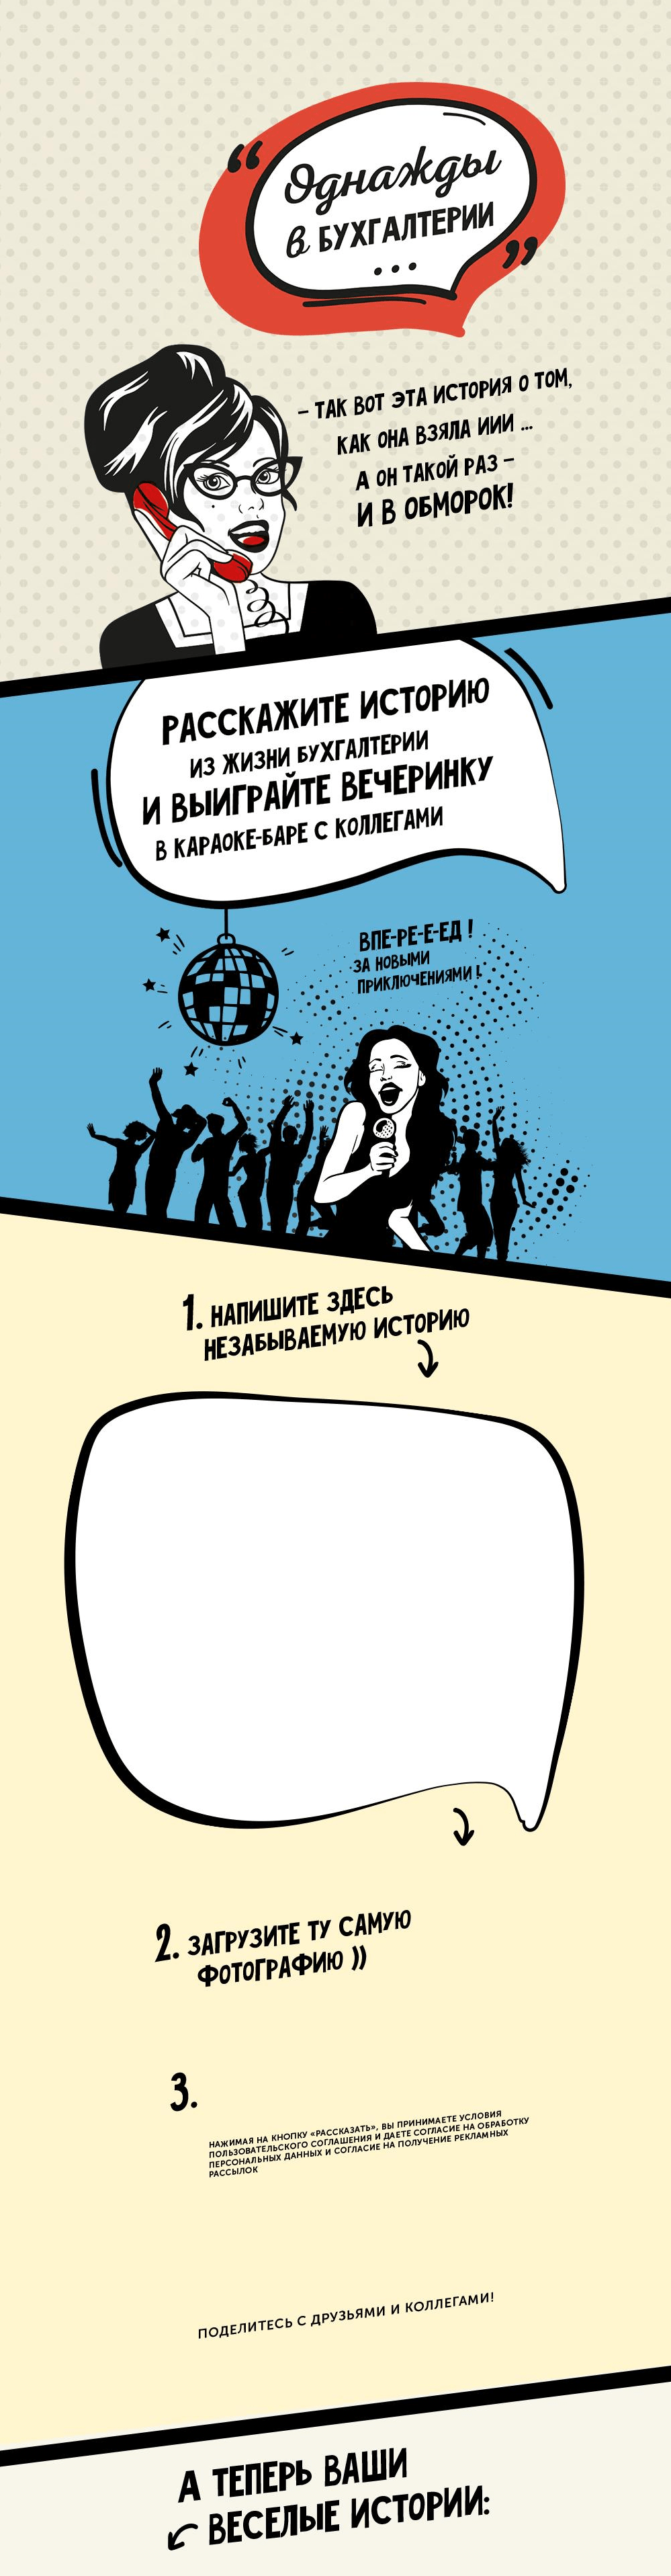 “
Однажды
в БУХГАЛТЕРИИ
...
”
– ТАК ВОТ ЭТА ИСТОРИЯ О ТОМ,
КАК ОНА ВЗЯЛА ИИИ ...
А ОН ТАКОЙ РАЗ –
И В ОБМОРОК!
РАССКАЖИТЕ ИСТОРИЮ
ИЗ ЖИЗНИ БУХГАЛТЕРИИ
И ВЫИГРАЙТЕ ВЕЧЕРИНКУ
В КАРАОКЕ-БАРЕ С КОЛЛЕГАМИ
ВПЕ-РЕ-Е-ЕД !
ЗА НОВЫМИ
ПРИКЛЮЧЕНИЯМИ !
1. НАПИШИТЕ ЗДЕСЬ
НЕЗАБЫВАЕМУЮ ИСТОРИЮ
2. ЗАГРУЗИТЕ ТУ САМУЮ
ФОТОГРАФИЮ ))
3.
НАЖИМАЯ НА КНОПКУ «РАССКАЗАТЬ», ВЫ ПРИНИМАЕТЕ УСЛОВИЯ
ПОЛЬЗОВАТЕЛЬСКОГО СОГЛАШЕНИЯ И ДАЕТЕ СОГЛАСИЕ НА ОБРАБОТКУ
ПЕРСОНАЛЬНЫХ ДАННЫХ И СОГЛАСИЕ НА ПОЛУЧЕНИЕ РЕКЛАМНЫХ
РАССЫЛОК
ПОДЕЛИТЕСЬ С ДРУЗЬЯМИ И КОЛЛЕГАМИ!
А ТЕПЕРЬ ВАШИ
ВЕСЕЛЫЕ ИСТОРИИ: